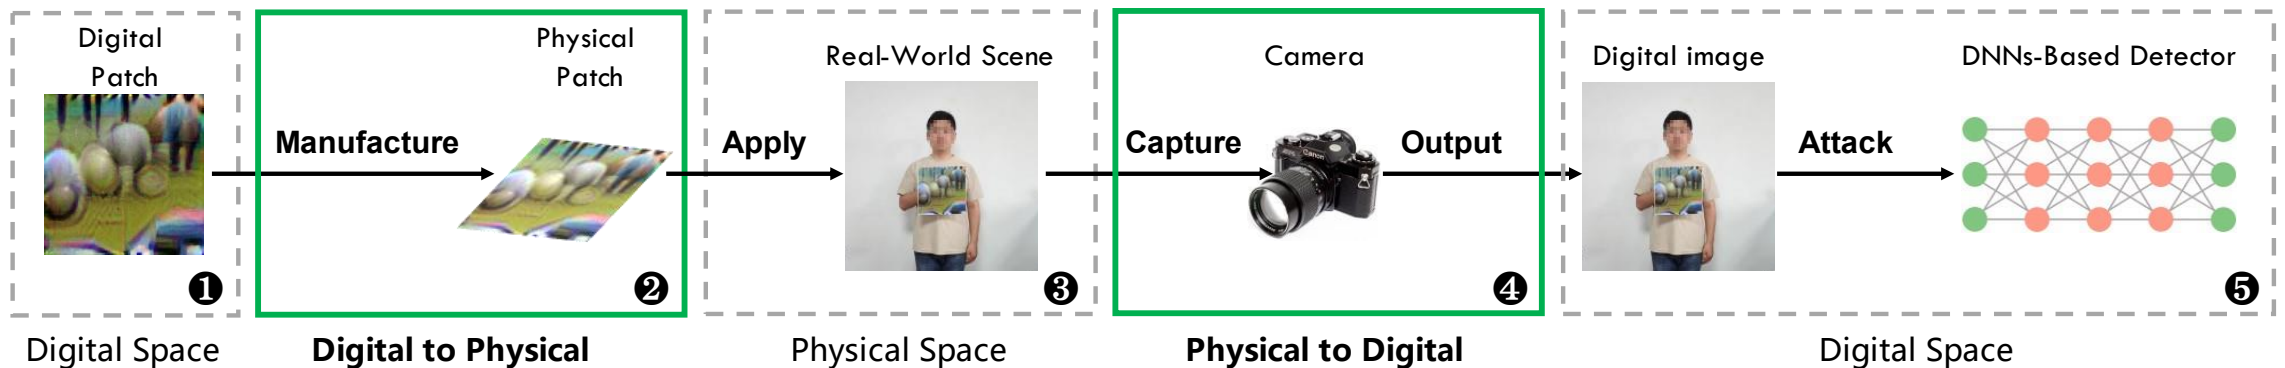 Digital
Patch
Manufacture
Physical
Patch
Apply
Real-World Scene
Capture
Camera
Canon
Output
Digital image
Attack
DNNs-Based Detector
❶
❷
❸
❹
❺
Digital Space
Digital to Physical
Physical Space
Physical to Digital
Digital Space